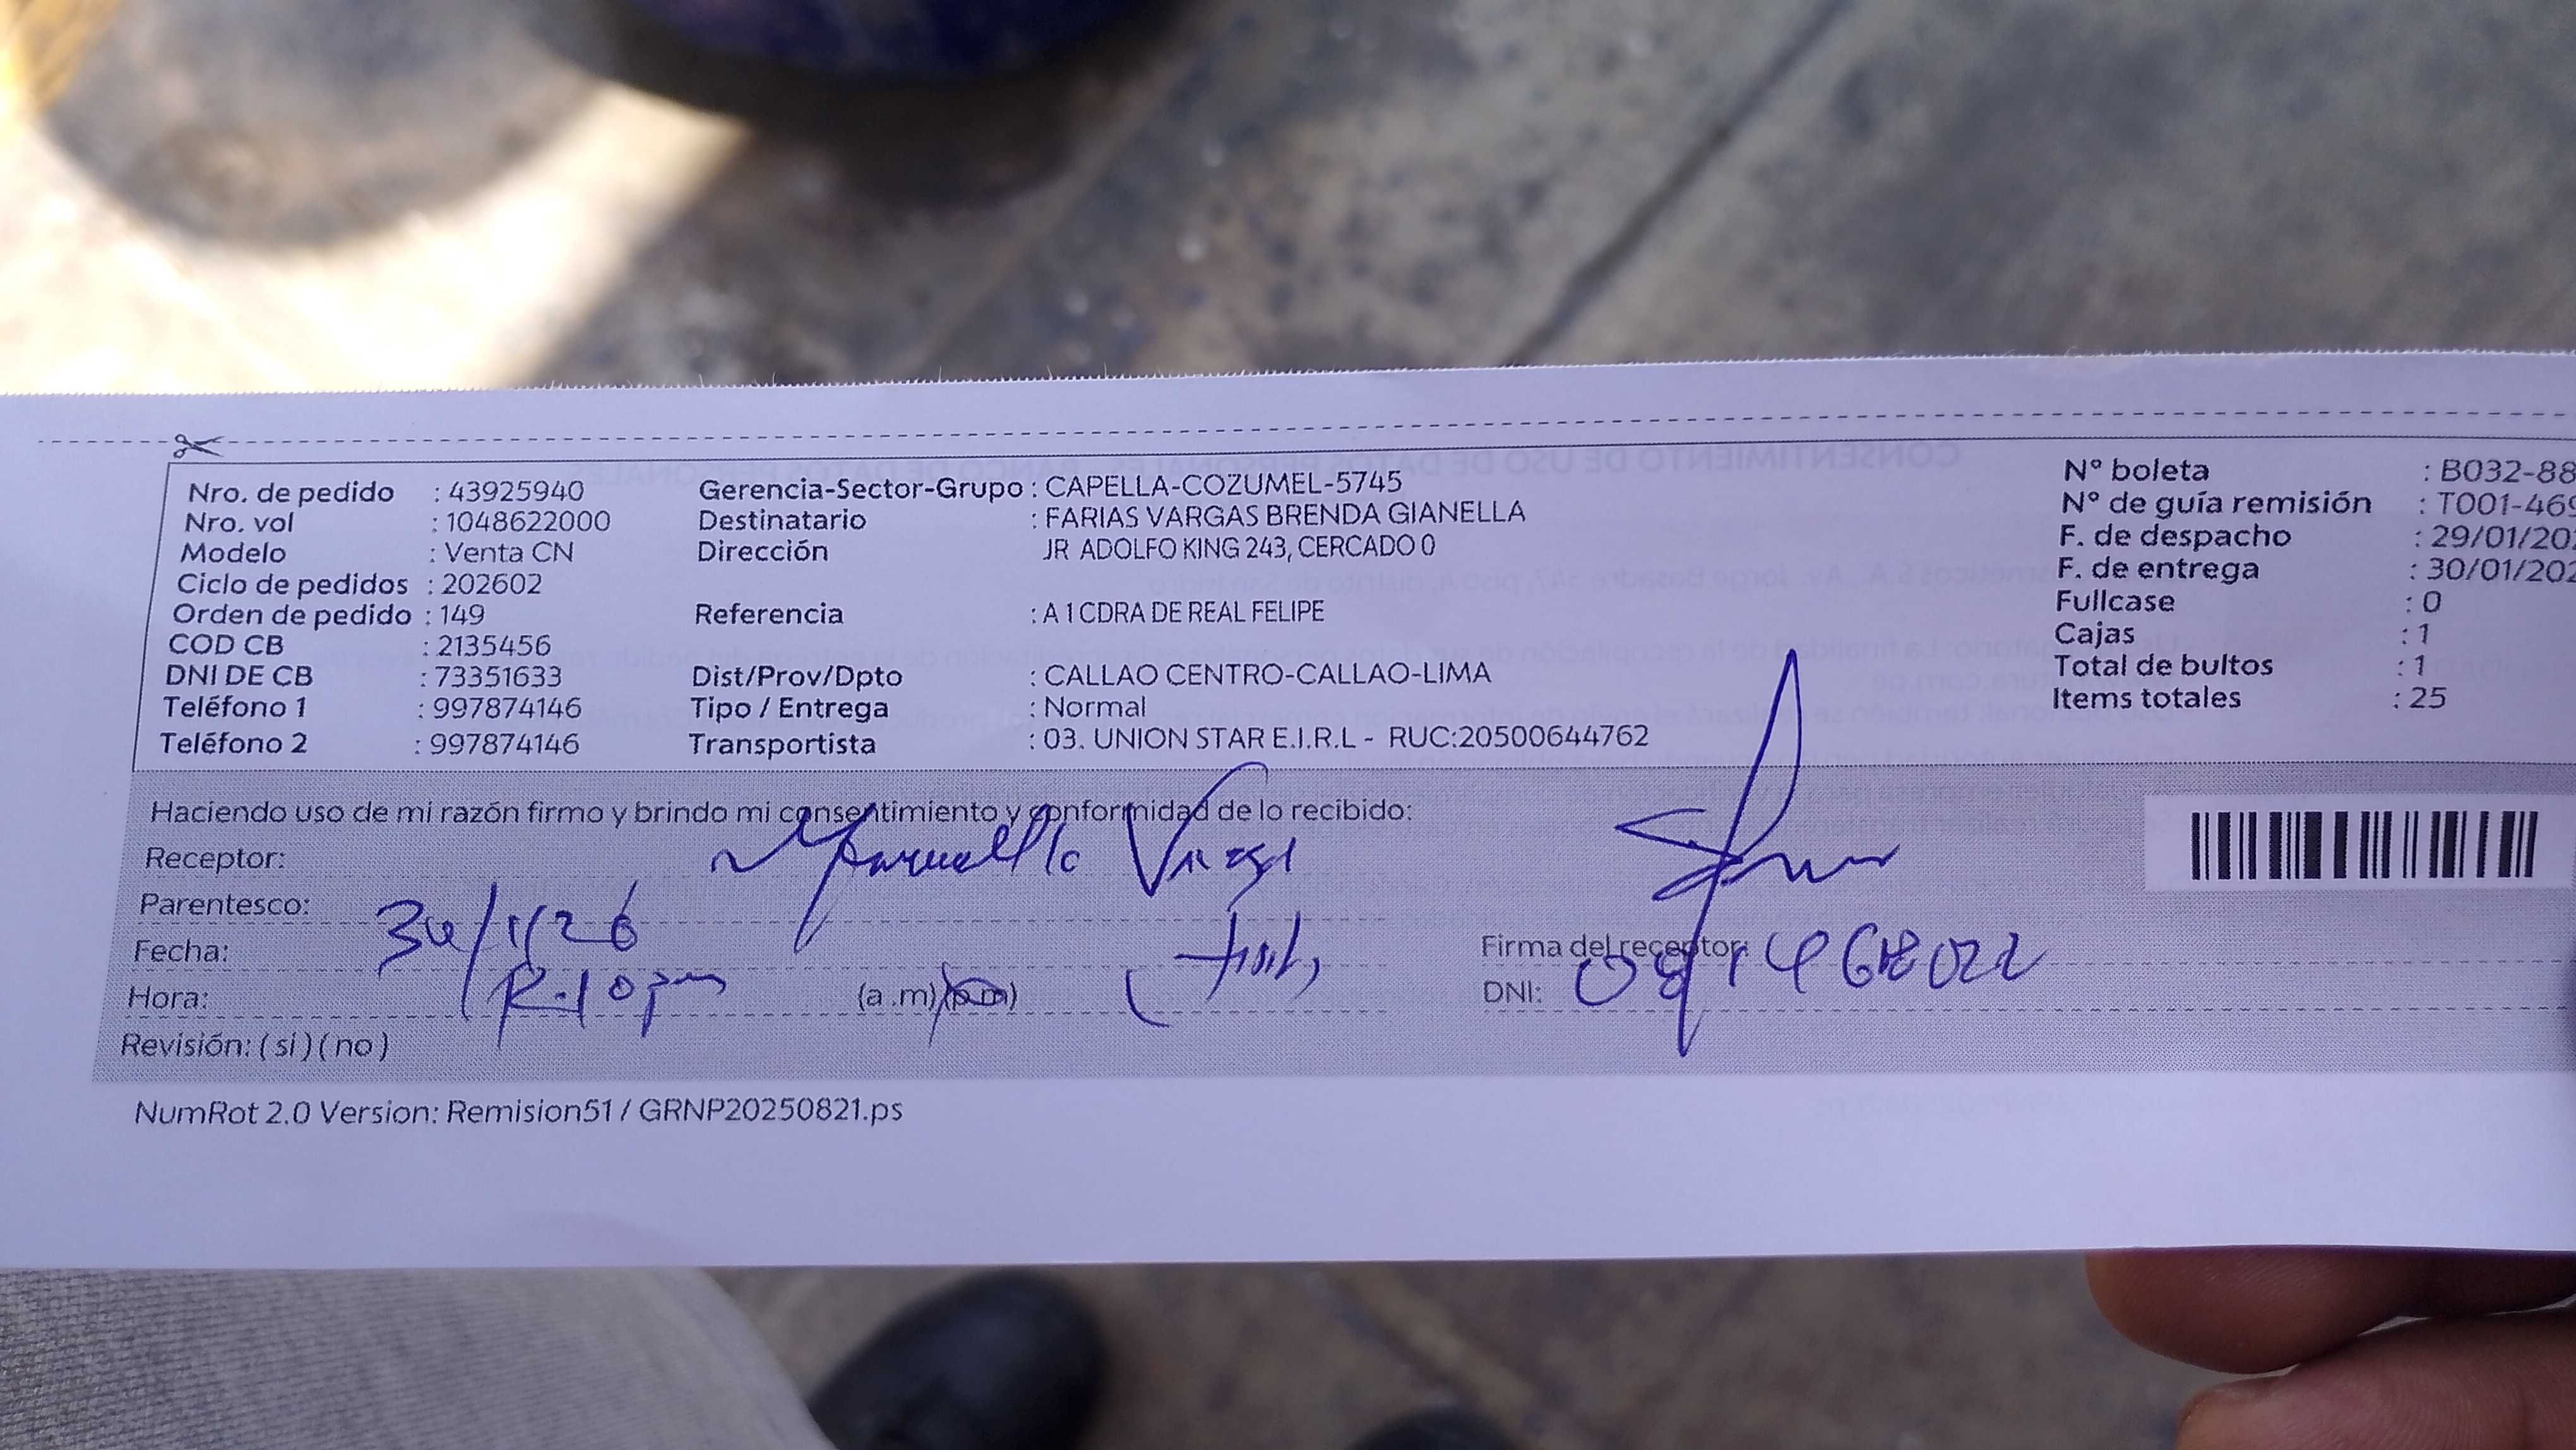 Nro. de pedido : 43925940 Gerencia-Sector-Grupo : CAPELLA-COZUMEL-5745 N° boleta : B032-88
Nro. vol : 1048622000 Destinatario : FARIAS VARGAS BRENDA GIANELLA N° de guía remisión : T001-469
Modelo : Venta CN Dirección JR ADOLFO KING 243, CERCADO 0 F. de despacho : 29/01/202
Ciclo de pedidos : 202602 F. de entrega : 30/01/202
Orden de pedido : 149 Referencia : A 1 CDRA DE REAL FELIPE Fullcase : 0
COD CB : 2135456 Cajas : 1
DNI DE CB : 73351633 Dist/Prov/Dpto : CALLAO CENTRO-CALLAO-LIMA Total de bultos : 1
Teléfono 1 : 997874146 Tipo / Entrega : Normal Items totales : 25
Teléfono 2 : 997874146 Transportista : 03. UNION STAR E.I.R.L - RUC:20500644762
Haciendo uso de mi razón firmo y brindo mi consentimiento y conformidad de lo recibido:
Receptor:
Parentesco:
Fecha: 30/1/26 Firma del receptor:
Hora: (a .m) (p.m) DNI:
Revisión: ( si ) ( no )
NumRot 2.0 Version: Remision51 / GRNP20250821.ps